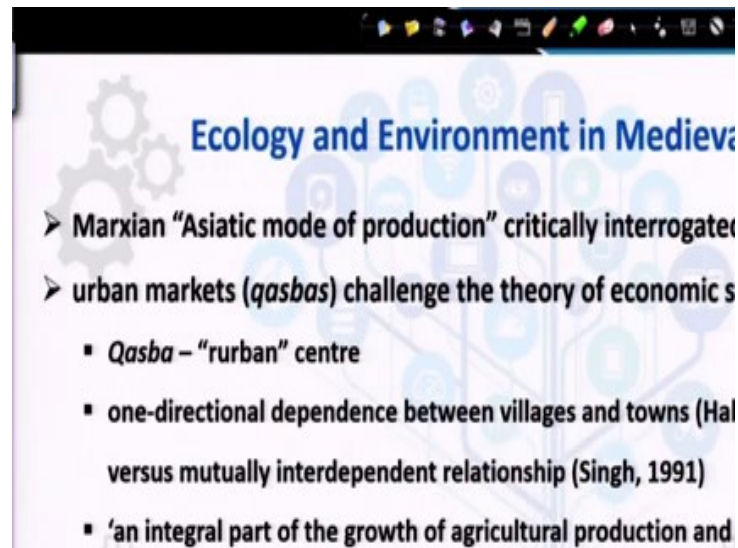 Ecology and Environment in Medieva
➤ Marxian “Asiatic mode of production” critically interrogated
➤ urban markets (qasbas) challenge the theory of economic s
▪ Qasba – “rurban” centre
▪ one-directional dependence between villages and towns (Hal
versus mutually interdependent relationship (Singh, 1991)
▪ ‘an integral part of the growth of agricultural production and